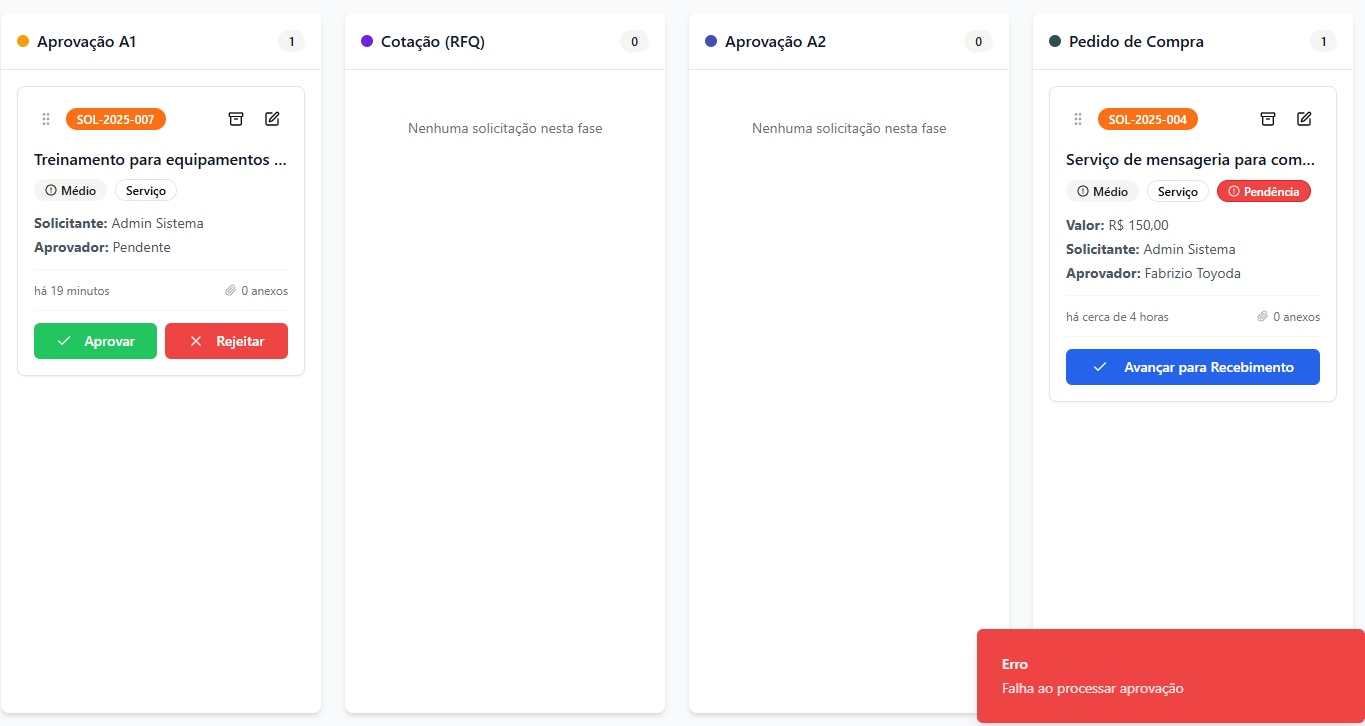 Aprovação A1
1
SOL-2025-007
Treinamento para equipamentos ...
Médio
Serviço
Solicitante: Admin Sistema
Aprovador: Pendente
há 19 minutos
0 anexos
Aprovar
Rejeitar
Cotação (RFQ)
0
Nenhuma solicitação nesta fase
Aprovação A2
0
Nenhuma solicitação nesta fase
Pedido de Compra
1
SOL-2025-004
Serviço de mensageria para com...
Médio
Serviço
Pendência
Valor: R$ 150,00
Solicitante: Admin Sistema
Aprovador: Fabrizio Toyoda
há cerca de 4 horas
0 anexos
Avançar para Recebimento
Erro
Falha ao processar aprovação